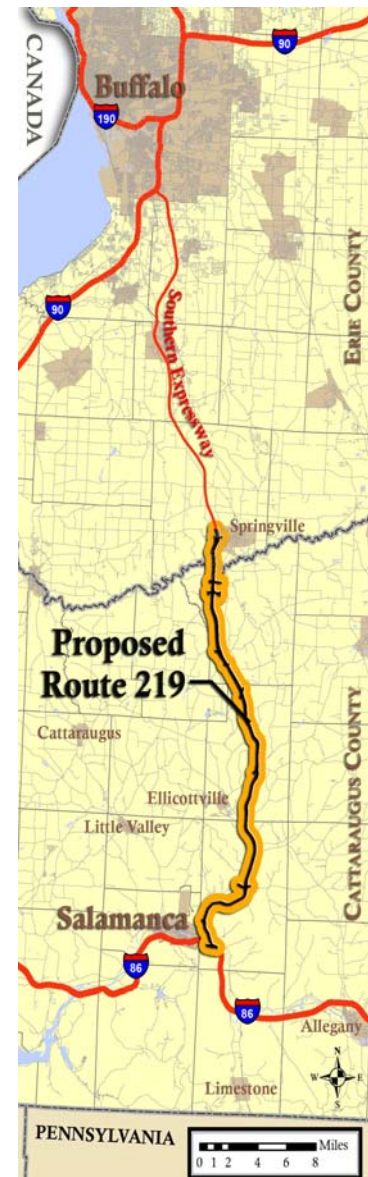 CANADA
90
Buffalo
190
90
ERIE COUNTY
Southern Expressway
Springville
Proposed
Route 219
Cattaraugus
CATTARAUGUS COUNTY
Ellicottville
Little Valley
Salamanca
86
86
Allegany
N
W E
S
Limestone
PENNSYLVANIA
Miles
0 1 2 4 6 8